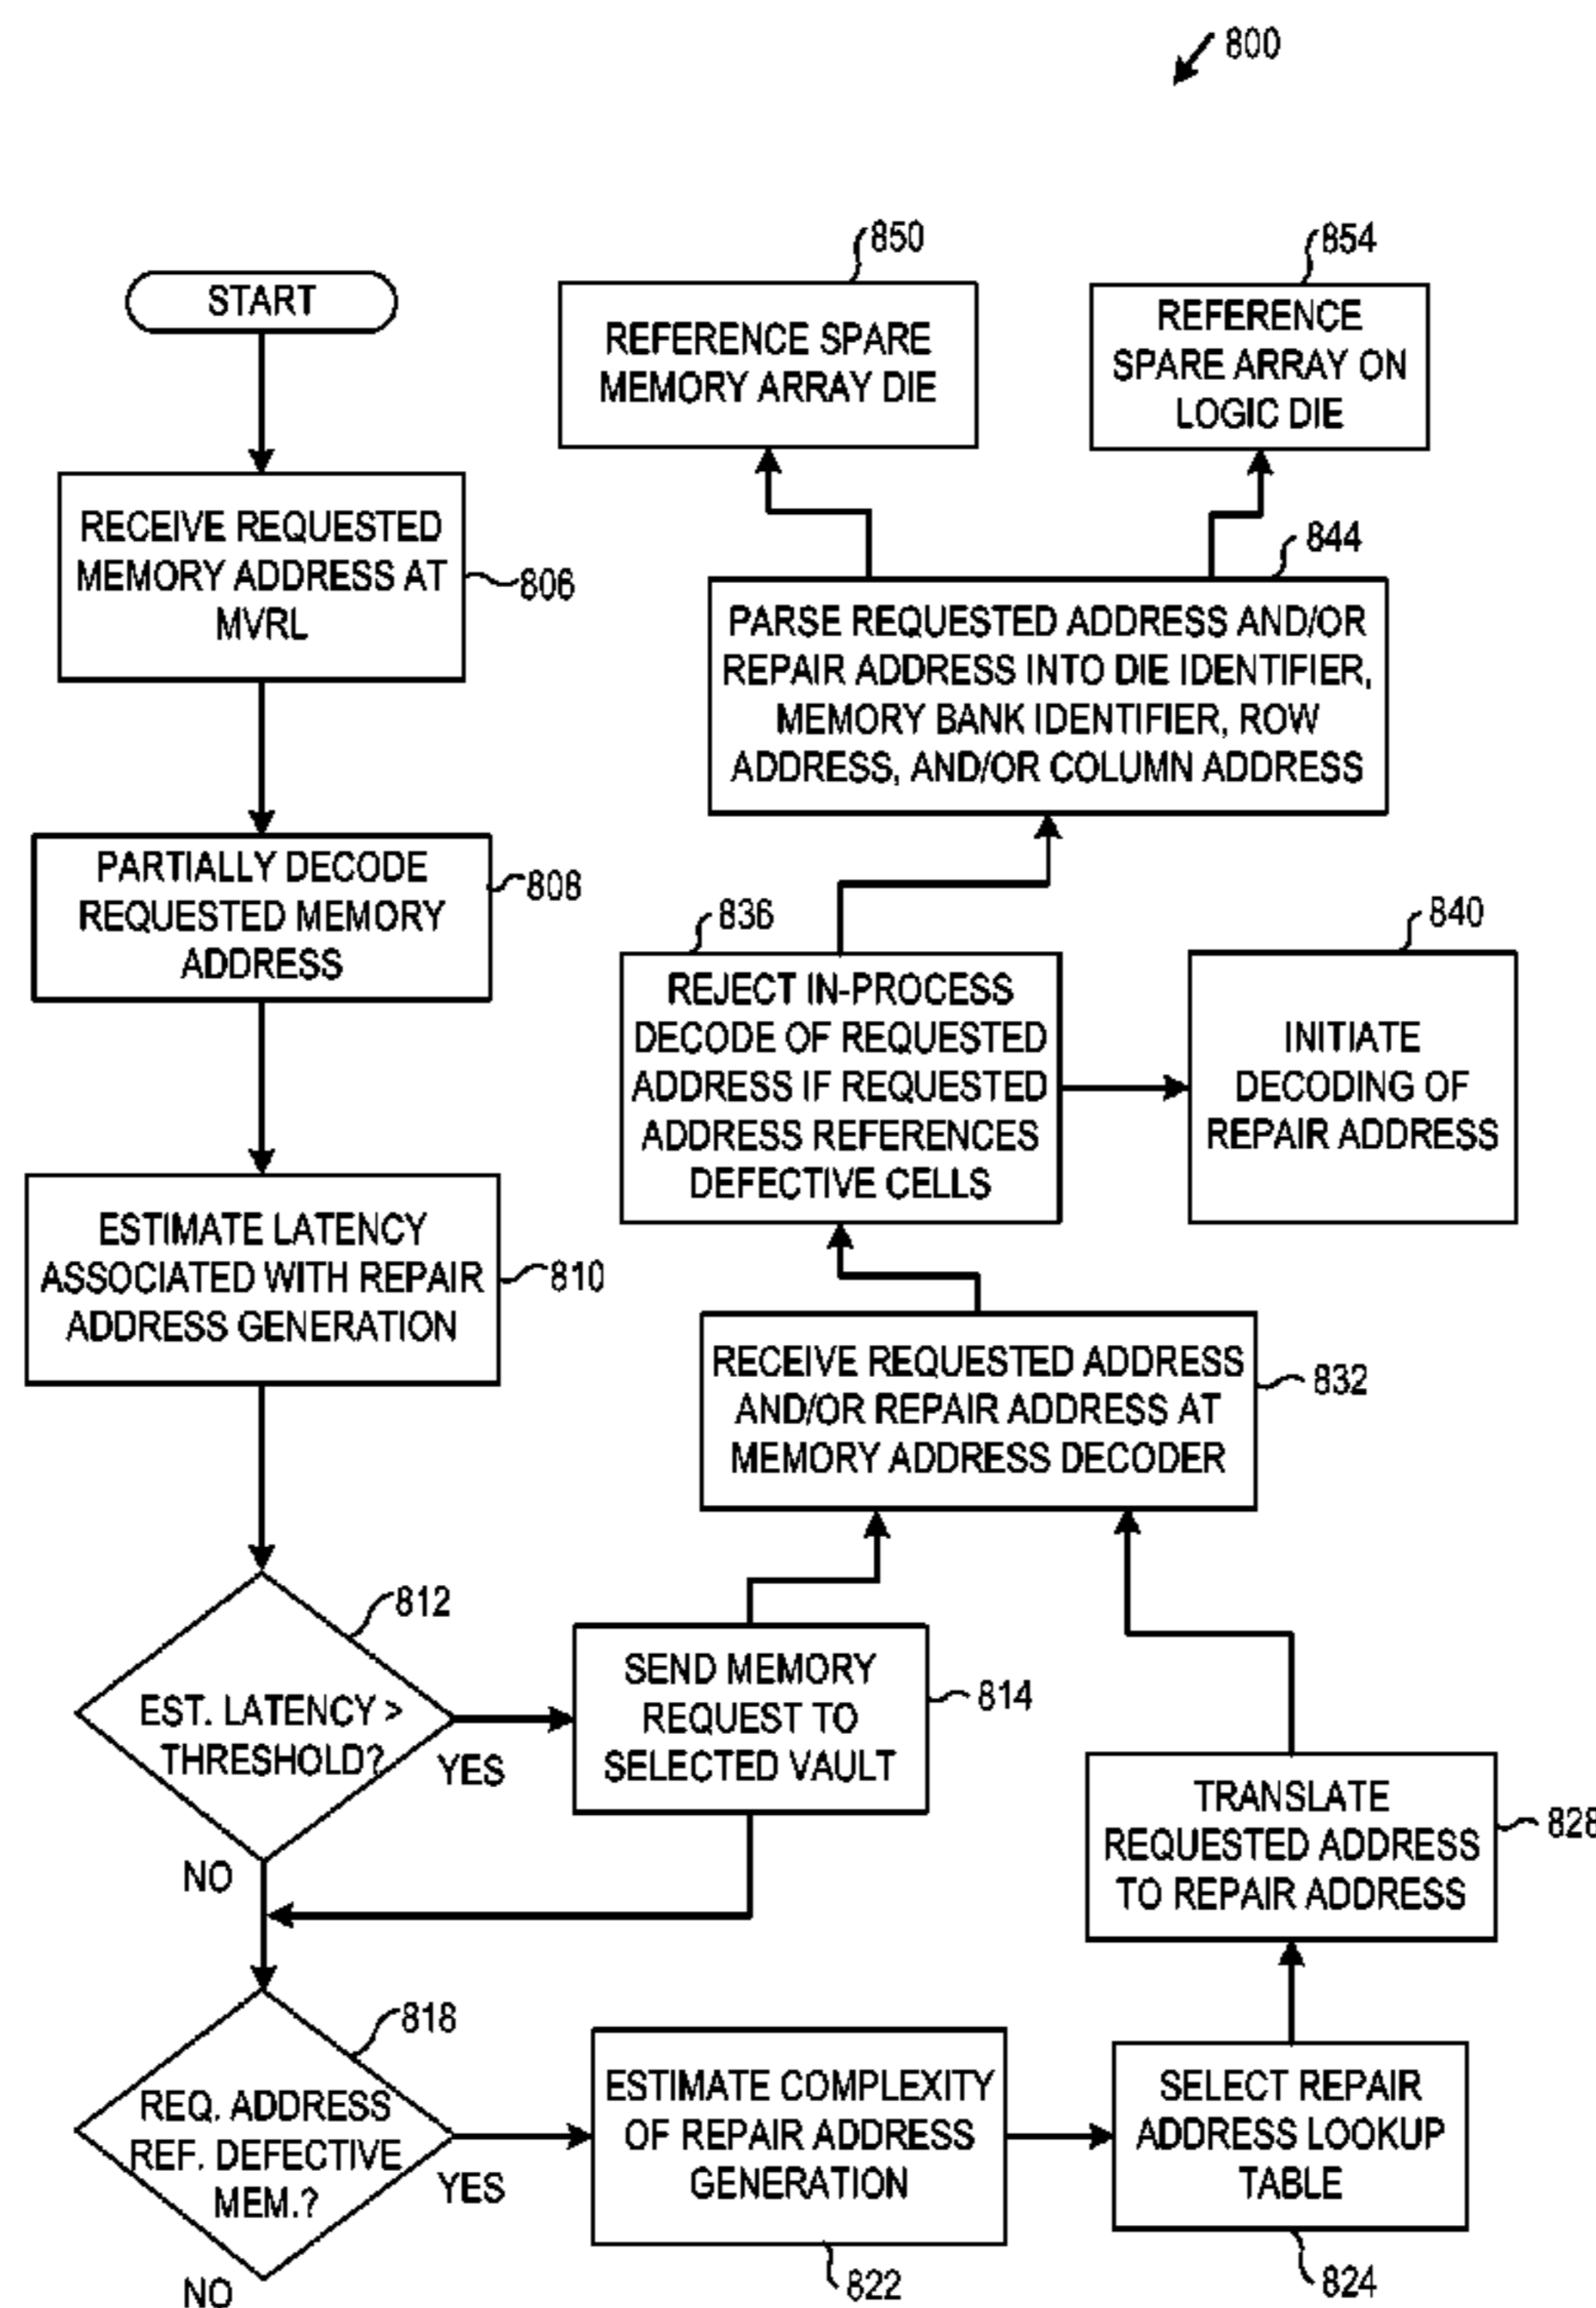 800
START
RECEIVE REQUESTED
MEMORY ADDRESS AT
MVRL
806
PARTIALLY DECODE
REQUESTED MEMORY
ADDRESS
808
ESTIMATE LATENCY
ASSOCIATED WITH REPAIR
ADDRESS GENERATION
810
812
EST. LATENCY >
THRESHOLD?
YES
NO
SEND MEMORY
REQUEST TO
SELECTED VAULT
814
818
REQ. ADDRESS
REF. DEFECTIVE
MEM.?
YES
NO
ESTIMATE COMPLEXITY
OF REPAIR ADDRESS
GENERATION
822
SELECT REPAIR
ADDRESS LOOKUP
TABLE
824
TRANSLATE
REQUESTED ADDRESS
TO REPAIR ADDRESS
828
RECEIVE REQUESTED ADDRESS
AND/OR REPAIR ADDRESS AT
MEMORY ADDRESS DECODER
832
836
REJECT IN-PROCESS
DECODE OF REQUESTED
ADDRESS IF REQUESTED
ADDRESS REFERENCES
DEFECTIVE CELLS
840
INITIATE
DECODING OF
REPAIR ADDRESS
844
PARSE REQUESTED ADDRESS AND/OR
REPAIR ADDRESS INTO DIE IDENTIFIER,
MEMORY BANK IDENTIFIER, ROW
ADDRESS, AND/OR COLUMN ADDRESS
850
REFERENCE SPARE
MEMORY ARRAY DIE
854
REFERENCE
SPARE ARRAY ON
LOGIC DIE